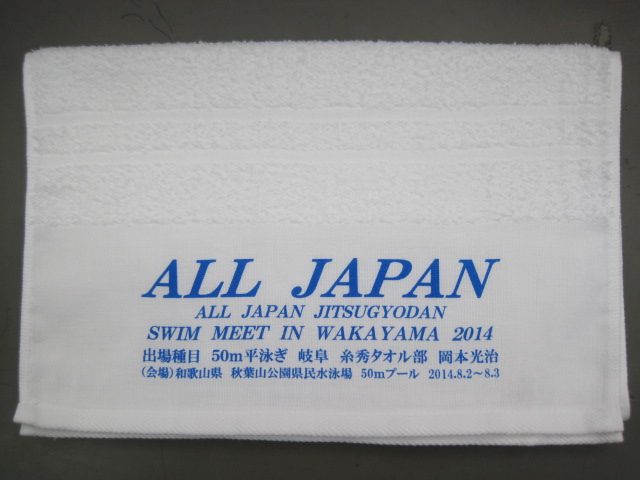 ALL JAPAN
ALL JAPAN JITSUGYODAN
SWIM MEET IN WAKAYAMA 2014
出場種目 50m平泳ぎ 岐阜 糸秀タオル部 岡本光治
(会場)和歌山県 秋葉山公園県民水泳場 50mプール 2014.8.2～8.3